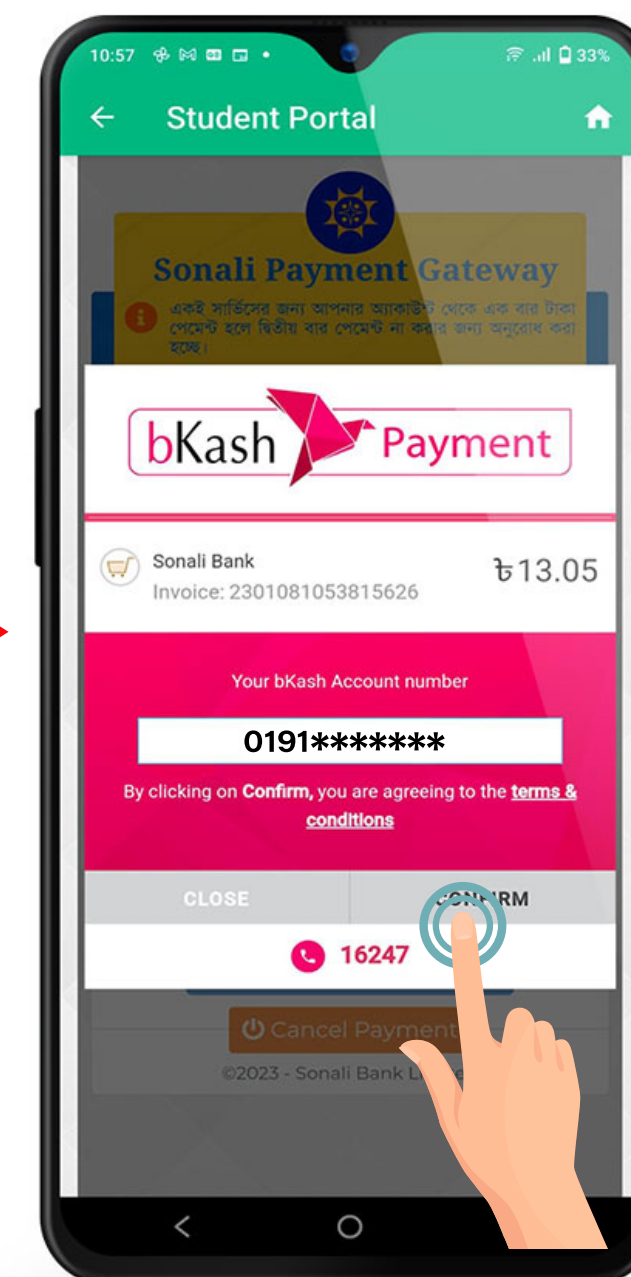 10:57
33%
Student Portal
Sonali Payment Gateway
একই সার্ভিসের জন্য আপনার অ্যাকাউন্ট থেকে এক বার টাকা
পেমেন্ট হলে দ্বিতীয় বার পেমেন্ট না করার জন্য অনুরোধ করা
হচ্ছে।
bKash Payment
Sonali Bank
৳13.05
Invoice: 2301081053815626
Your bKash Account number
0191*******
By clicking on Confirm, you are agreeing to the terms &
conditions
CLOSE
CONFIRM
16247
Cancel Payment
©2023 - Sonali Bank